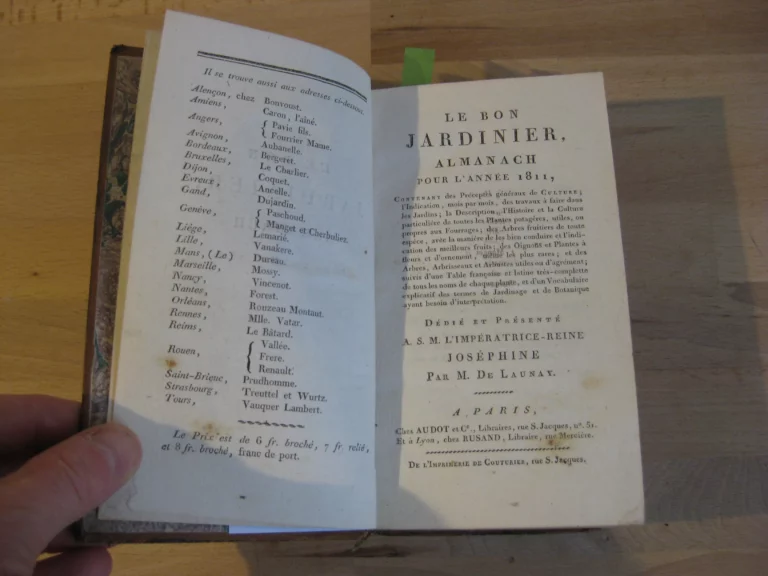 Il se trouve aussi aux adresses ci-dessous.
Alençon, chez Bonvoust.
Amiens, Caron, l'aîné.
Angers, { Pavie fils.
{ Fourrier Mame.
Avignon, Aubanelle.
Bordeaux, Bergeret.
Bruxelles, Le Charlier.
Dijon, Coquet.
Evreux, Ancelle.
Gand, Dujardin.
Genève, { Paschoud.
{ Manget et Cherbulier.
Liége, Lemarié.
Lille, Vanakere.
Mans, (Le) Dureau.
Marseille, Mossy.
Nancy, Vincenot.
Nantes, Forest.
Orléans, Rouzeau Montaut.
Rennes, Mlle. Vatar.
Reims, Le Bâtard.
Rouen, { Vallée.
{ Frere.
{ Renault.
Saint-Brieuc, Prudhomme.
Strasbourg, Treuttel et Wurtz.
Tours, Vauquer Lambert.
Le Prix est de 6 fr. broché, 7 fr. relié,
et 8 fr. broché, franc de port.
LE BON
JARDINIER,
ALMANACH
POUR L'ANNÉE 1811,
Contenant des Préceptes généraux de Culture;
l'Indication, mois par mois, des travaux à faire dans
les Jardins; la Description, l'Histoire et la Culture
particulière de toutes les Plantes potagères, utiles, ou
propres aux Fourrages; des Arbres fruitiers de toute
espèce, avec la manière de les bien conduire et l'indi-
cation des meilleurs fruits; des Oignons et Plantes à
fleurs et d'ornement, même les plus rares; et des
Arbres, Arbrisseaux et Arbustes utiles ou d'agrément;
suivis d'une Table françoise et latine très-complette
de tous les noms de chaque plante, et d'un Vocabulaire
explicatif des termes de Jardinage et de Botanique
ayant besoin d'interprétation.
Dédié et Présenté
A S. M. L'IMPÉRATRICE-REINE
JOSÉPHINE
Par M. De Launay.
A PARIS,
Chez AUDOT et Cie., Libraires, rue S. Jacques, n°. 51.
Et à Lyon, chez RUSAND, Libraire, rue Mercière.
De l'Imprimerie de Couturier, rue S. Jacques.